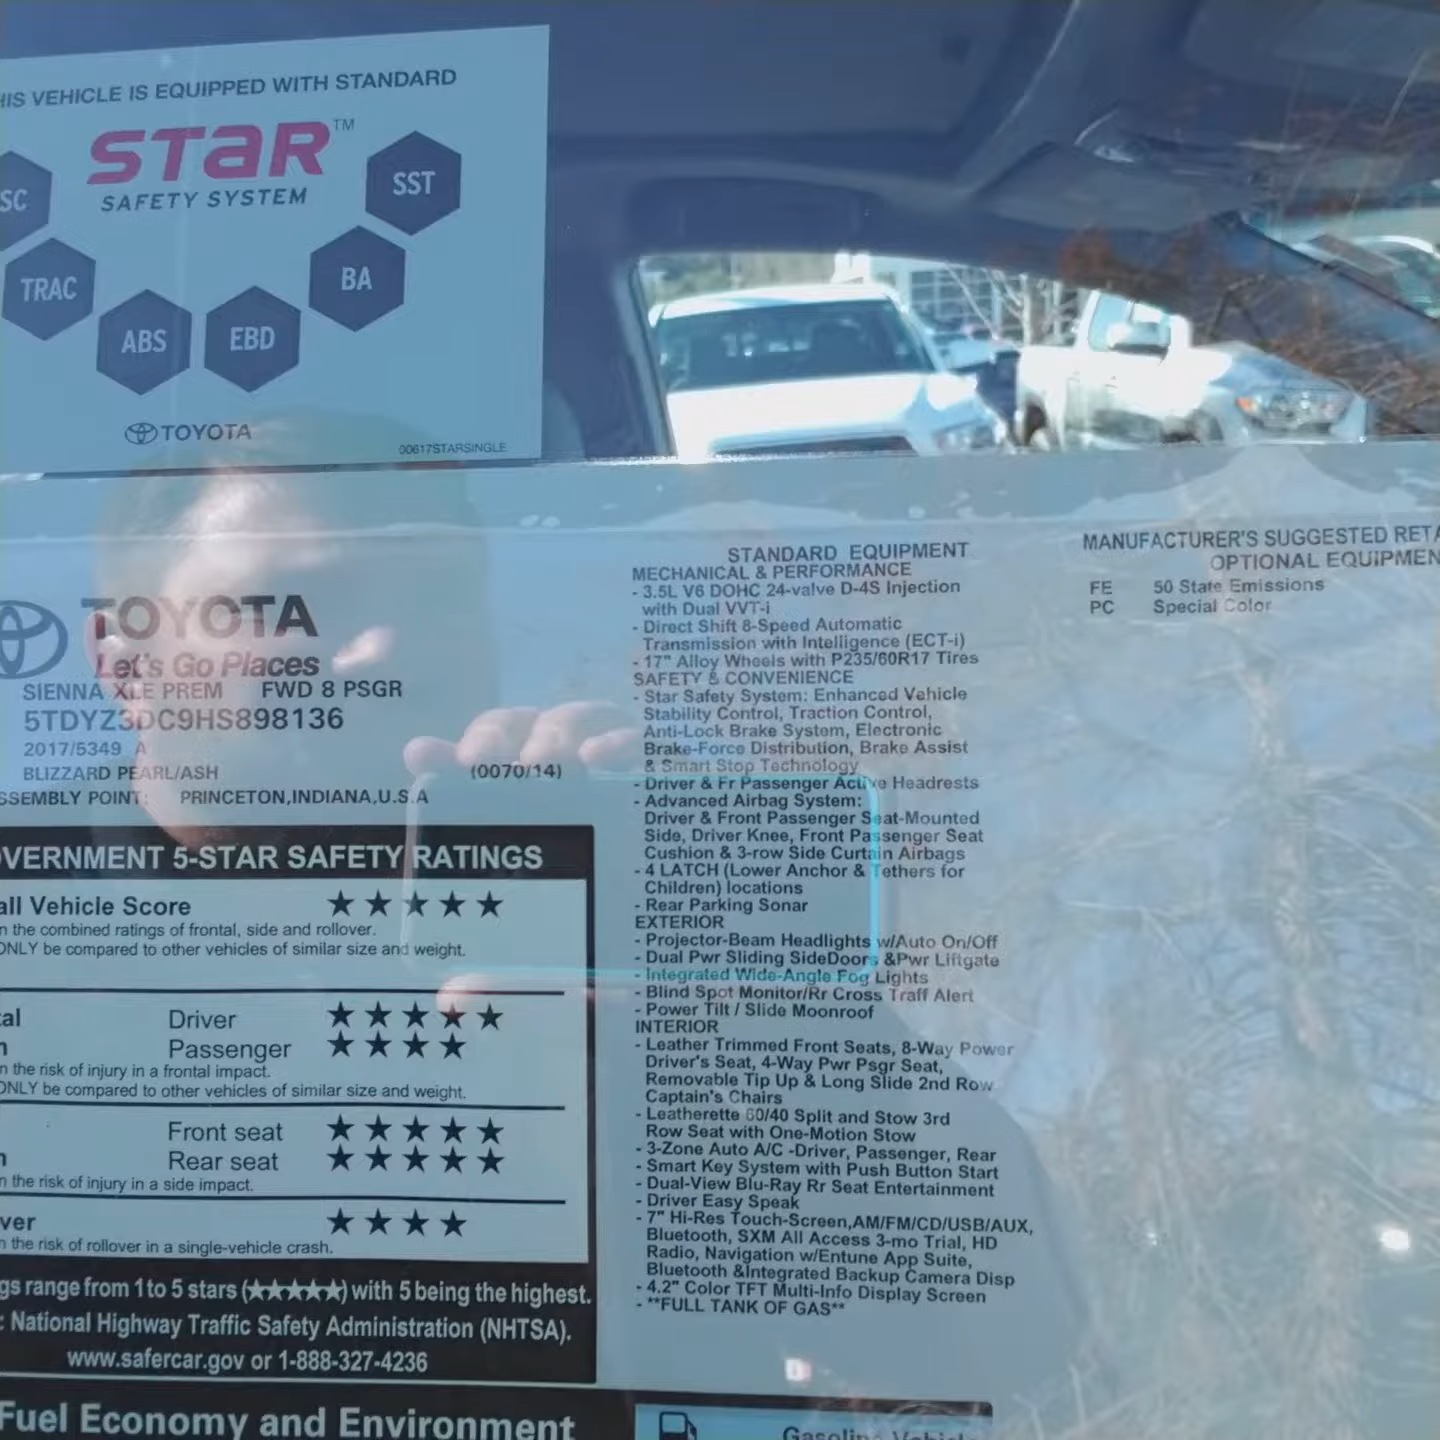 HIS VEHICLE IS EQUIPPED WITH STANDARD
STAR™
SAFETY SYSTEM
SC
TRAC
ABS
EBD
BA
SST
TOYOTA
00617STARSINGLE
TOYOTA
Let's Go Places
SIENNA XLE PREM FWD 8 PSGR
5TDYZ3DC9HS898136
2017/5349 A
BLIZZARD PEARL/ASH (0070/14)
SSEMBLY POINT: PRINCETON,INDIANA,U.S.A
OVERNMENT 5-STAR SAFETY RATINGS
all Vehicle Score ★★★★★
n the combined ratings of frontal, side and rollover.
ONLY be compared to other vehicles of similar size and weight.
al Driver ★★★★★
n Passenger ★★★★
n the risk of injury in a frontal impact.
ONLY be compared to other vehicles of similar size and weight.
Front seat ★★★★★
n Rear seat ★★★★★
n the risk of injury in a side impact.
ver ★★★★
n the risk of rollover in a single-vehicle crash.
gs range from 1 to 5 stars (★★★★★) with 5 being the highest.
: National Highway Traffic Safety Administration (NHTSA).
www.safercar.gov or 1-888-327-4236
Fuel Economy and Environment
STANDARD EQUIPMENT
MECHANICAL & PERFORMANCE
- 3.5L V6 DOHC 24-valve D-4S Injection
with Dual VVT-i
- Direct Shift 8-Speed Automatic
Transmission with Intelligence (ECT-i)
- 17" Alloy Wheels with P235/60R17 Tires
SAFETY & CONVENIENCE
- Star Safety System: Enhanced Vehicle
Stability Control, Traction Control,
Anti-Lock Brake System, Electronic
Brake-Force Distribution, Brake Assist
& Smart Stop Technology
- Driver & Fr Passenger Active Headrests
- Advanced Airbag System:
Driver & Front Passenger Seat-Mounted
Side, Driver Knee, Front Passenger Seat
Cushion & 3-row Side Curtain Airbags
- 4 LATCH (Lower Anchor & Tethers for
Children) locations
- Rear Parking Sonar
EXTERIOR
- Projector-Beam Headlights w/Auto On/Off
- Dual Pwr Sliding SideDoors &Pwr Liftgate
- Integrated Wide-Angle Fog Lights
- Blind Spot Monitor/Rr Cross Traff Alert
- Power Tilt / Slide Moonroof
INTERIOR
- Leather Trimmed Front Seats, 8-Way Power
Driver's Seat, 4-Way Pwr Psgr Seat,
Removable Tip Up & Long Slide 2nd Row
Captain's Chairs
- Leatherette 60/40 Split and Stow 3rd
Row Seat with One-Motion Stow
- 3-Zone Auto A/C -Driver, Passenger, Rear
- Smart Key System with Push Button Start
- Dual-View Blu-Ray Rr Seat Entertainment
- Driver Easy Speak
- 7" Hi-Res Touch-Screen,AM/FM/CD/USB/AUX,
Bluetooth, SXM All Access 3-mo Trial, HD
Radio, Navigation w/Entune App Suite,
Bluetooth &Integrated Backup Camera Disp
- 4.2" Color TFT Multi-Info Display Screen
- **FULL TANK OF GAS**
Gasoline
MANUFACTURER'S SUGGESTED RETA
OPTIONAL EQUIPMEN
FE 50 State Emissions
PC Special Color